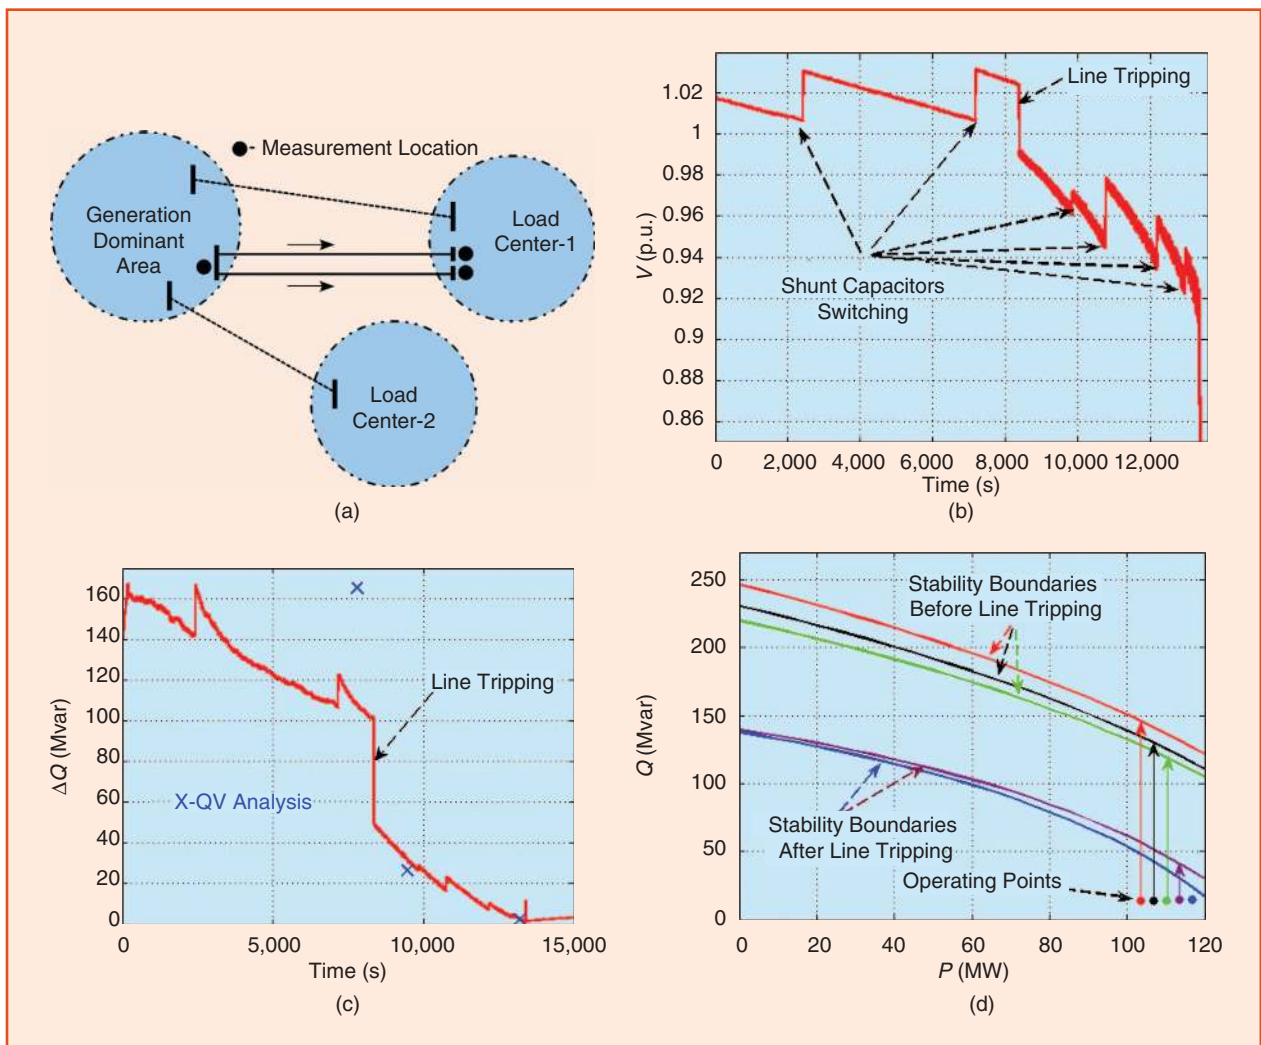 - Measurement Location
Generation
Dominant
Area
Load
Center-1
Load
Center-2
(a)
V (p.u.)
1.02
1
0.98
0.96
0.94
0.92
0.9
0.88
0.86
Line Tripping
Shunt Capacitors
Switching
0 2,000 4,000 6,000 8,000 10,000 12,000
Time (s)
(b)
ΔQ (Mvar)
160
140
120
100
80
60
40
20
0
Line Tripping
X-QV Analysis
0 5,000 10,000 15,000
Time (s)
(c)
Q (Mvar)
250
200
150
100
50
0
Stability Boundaries
Before Line Tripping
Stability Boundaries
After Line Tripping
Operating Points
0 20 40 60 80 100 120
P (MW)
(d)